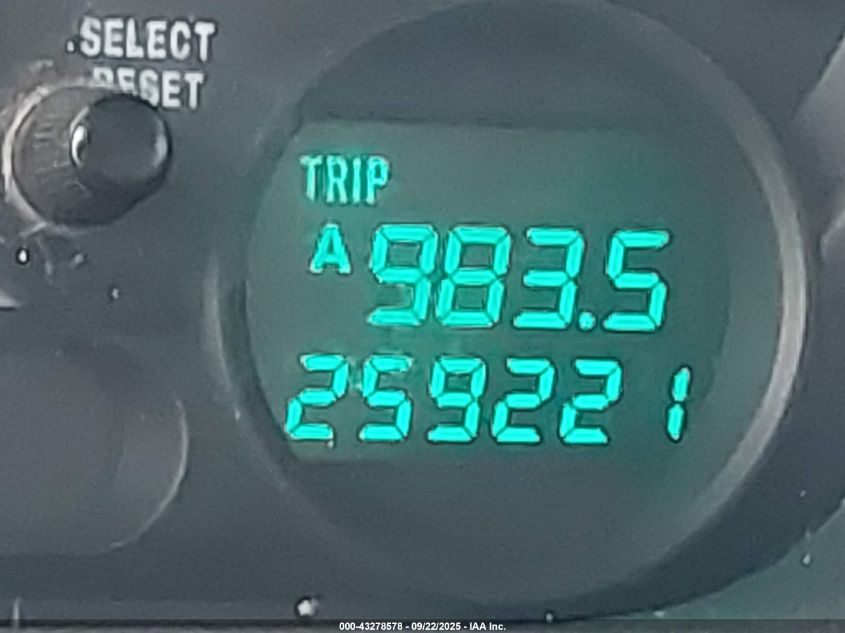 SELECT
RESET
TRIP
A 983.5
259221
000-43278578 - 09/22/2025 - IAA Inc.